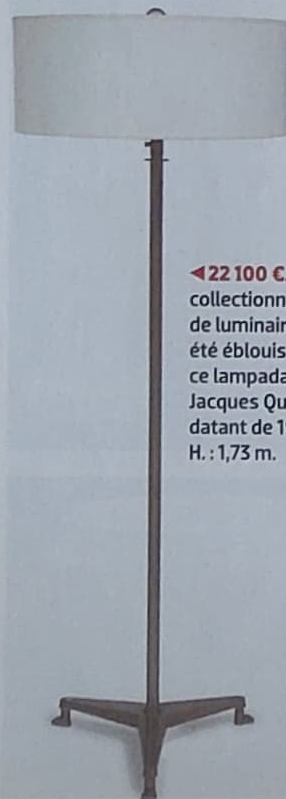 ◄22 100 €.
collectionn
de luminair
été éblouis
ce lampada
Jacques Qu
datant de 1
H. : 1,73 m.